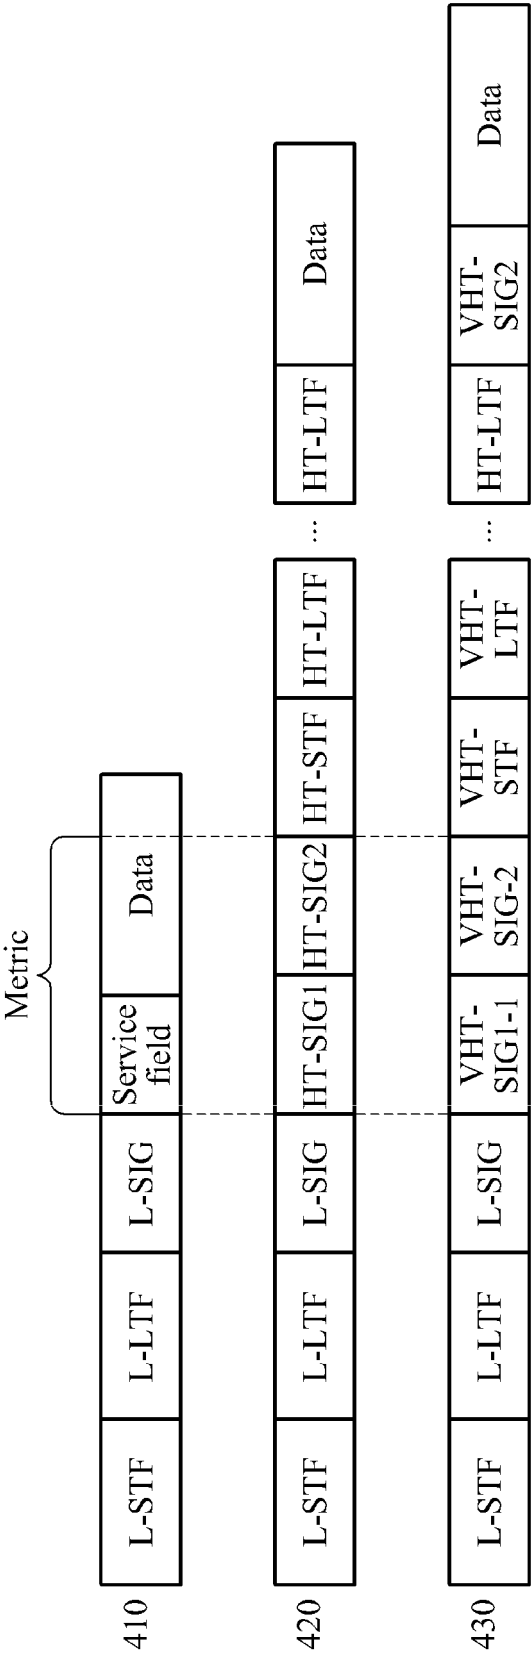 Metric
410
L-STF
L-LTF
L-SIG
Service
field
Data
420
L-STF
L-LTF
L-SIG
HT-SIG1
HT-SIG2
HT-STF
HT-LTF
...
HT-LTF
Data
430
L-STF
L-LTF
L-SIG
VHT-
SIG1-1
VHT-
SIG-2
VHT-
STF
VHT-
LTF
...
HT-LTF
VHT-
SIG2
Data